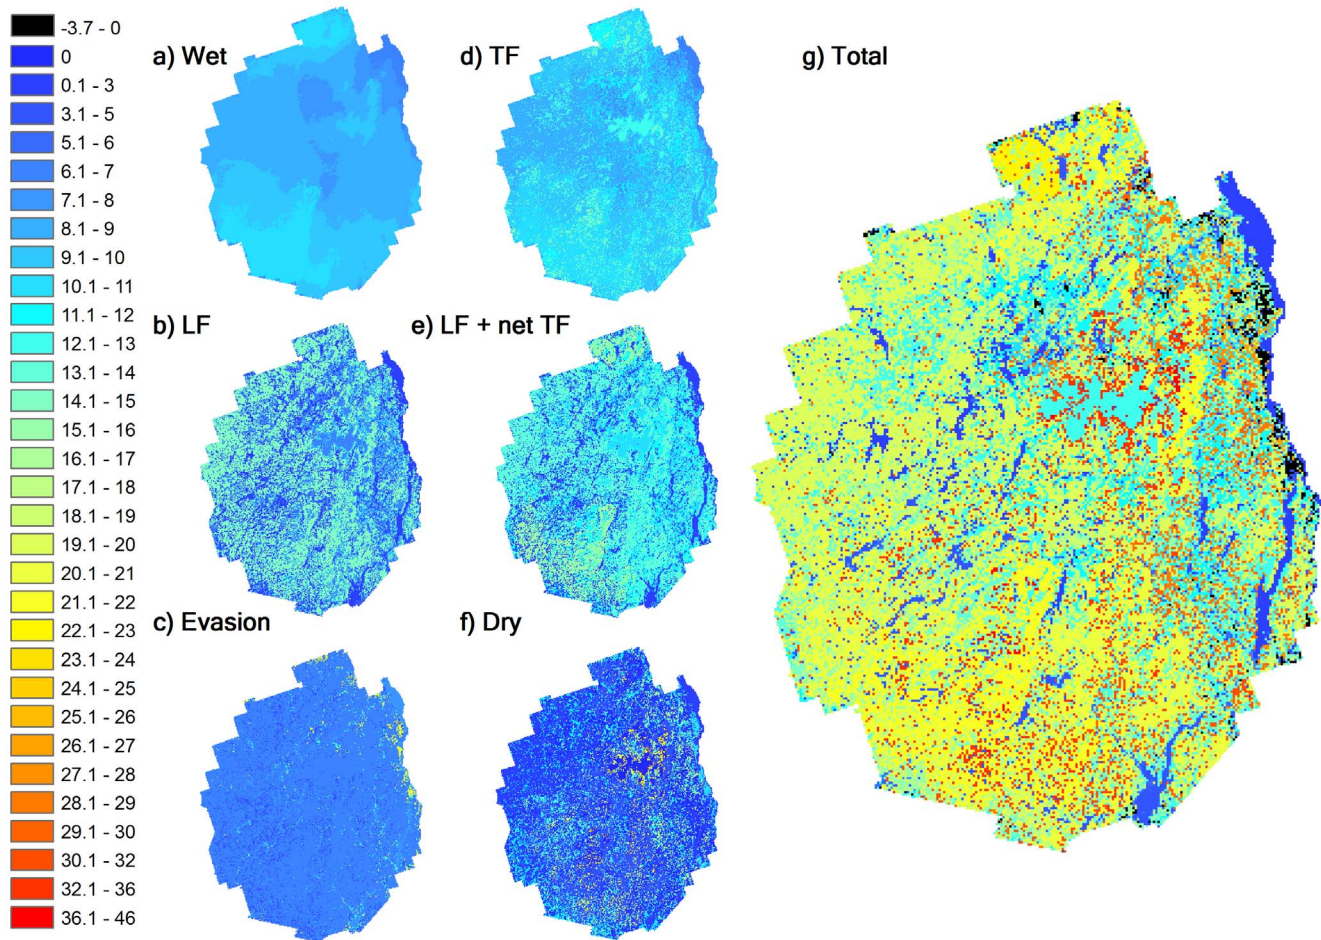 -3.7 - 0
0
0.1 - 3
3.1 - 5
5.1 - 6
6.1 - 7
7.1 - 8
8.1 - 9
9.1 - 10
10.1 - 11
11.1 - 12
12.1 - 13
13.1 - 14
14.1 - 15
15.1 - 16
16.1 - 17
17.1 - 18
18.1 - 19
19.1 - 20
20.1 - 21
21.1 - 22
22.1 - 23
23.1 - 24
24.1 - 25
25.1 - 26
26.1 - 27
27.1 - 28
28.1 - 29
29.1 - 30
30.1 - 32
32.1 - 36
36.1 - 46
a) Wet
d) TF
g) Total
b) LF
e) LF + net TF
c) Evasion
f) Dry